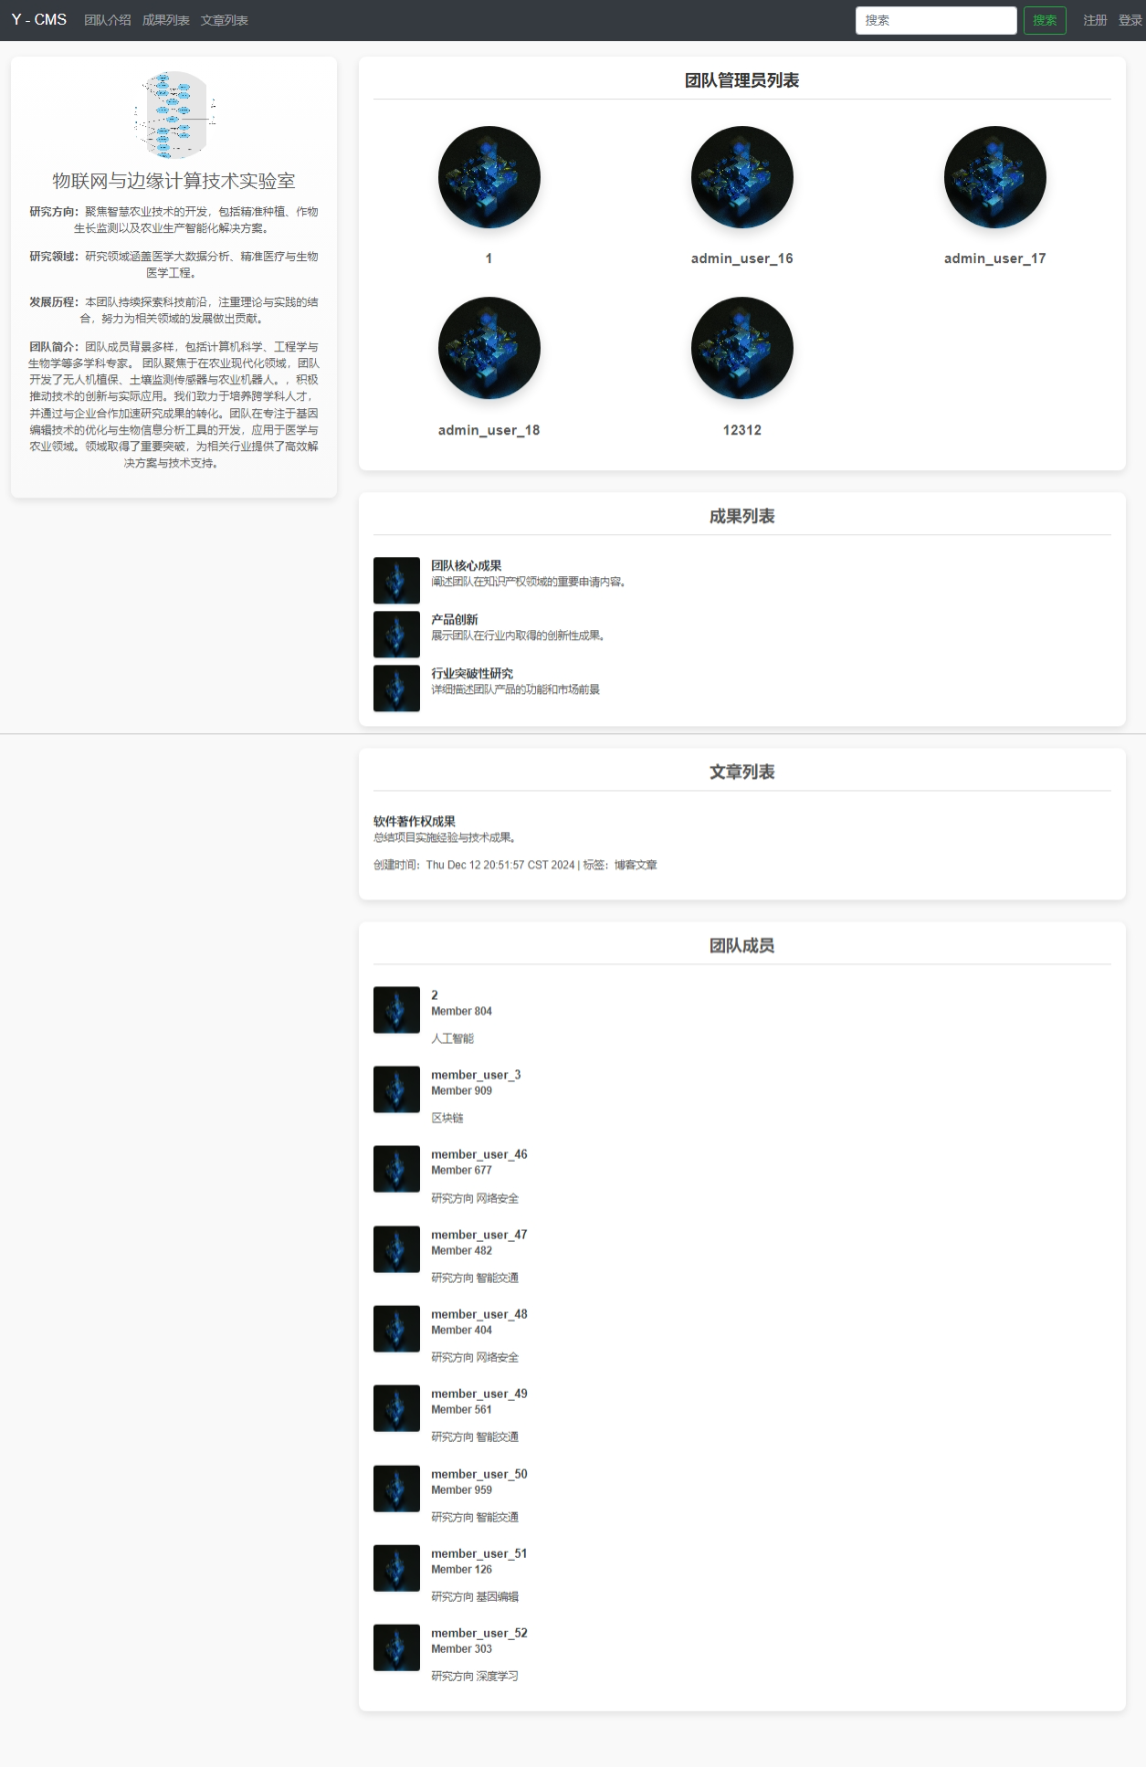 Y - CMS 团队介绍 成果列表 文章列表 搜索 搜索 注册 登录
物联网与边缘计算技术实验室
研究方向：聚焦智慧农业技术的开发，包括精准种植、作物
生长监测以及农业生产智能化解决方案。
研究领域：研究领域涵盖医学大数据分析、精准医疗与生物
医学工程。
发展历程：本团队持续探索科技前沿，注重理论与实践的结
合，努力为相关领域的发展做出贡献。
团队简介：团队成员背景多样，包括计算机科学、工程学与
生物学等多学科专家。 团队聚焦于在农业现代化领域，团队
开发了无人机植保、土壤监测传感器与农业机器人。，积极
推动技术的创新与实际应用。我们致力于培养跨学科人才，
并通过与企业合作加速研究成果的转化。团队在专注于基因
编辑技术的优化与生物信息分析工具的开发，应用于医学与
农业领域。领域取得了重要突破，为相关行业提供了高效解
决方案与技术支持。
团队管理员列表
1
admin_user_16
admin_user_17
admin_user_18
12312
成果列表
团队核心成果
阐述团队在知识产权领域的重要申请内容。
产品创新
展示团队在行业内取得的创新性成果。
行业突破性研究
详细描述团队产品的功能和市场前景
文章列表
软件著作权成果
总结项目实施经验与技术成果。
创建时间：Thu Dec 12 20:51:57 CST 2024 | 标签：博客文章
团队成员
2
Member 804
人工智能
member_user_3
Member 909
区块链
member_user_46
Member 677
研究方向 网络安全
member_user_47
Member 482
研究方向 智能交通
member_user_48
Member 404
研究方向 网络安全
member_user_49
Member 561
研究方向 智能交通
member_user_50
Member 959
研究方向 智能交通
member_user_51
Member 126
研究方向 基因编辑
member_user_52
Member 303
研究方向 深度学习